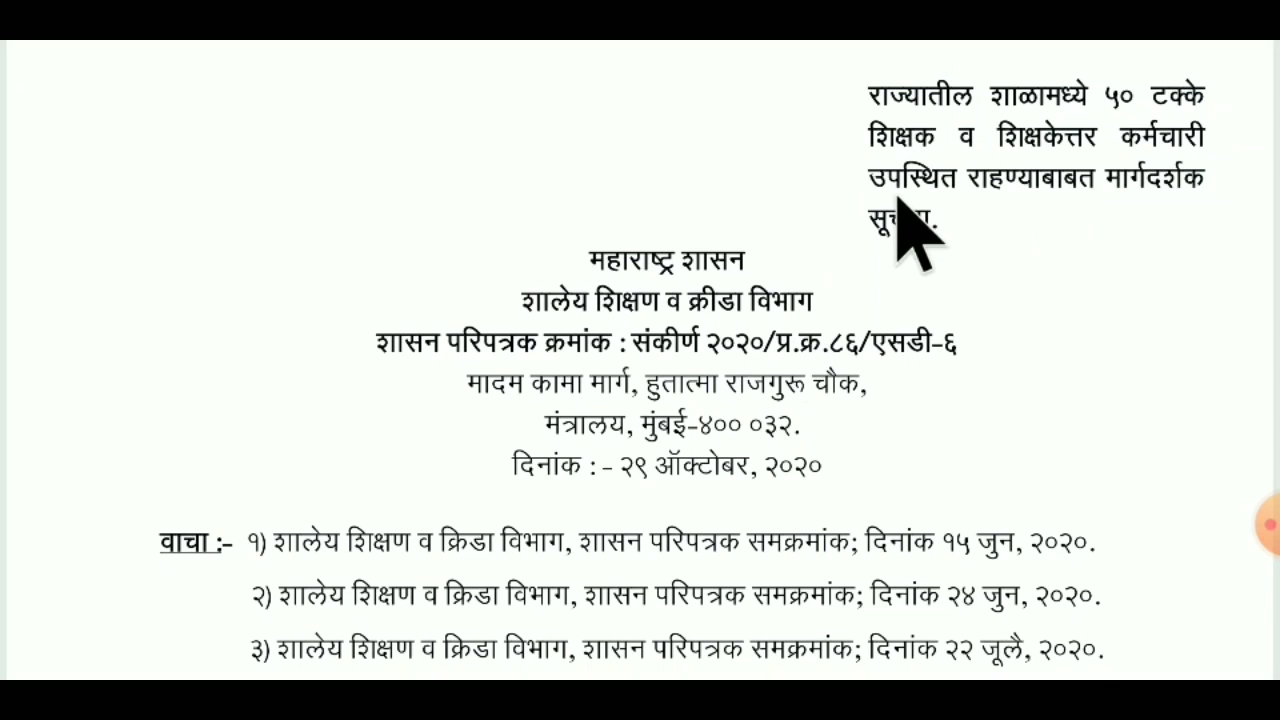 राज्यातील शाळामध्ये ५० टक्के
शिक्षक व शिक्षकेत्तर कर्मचारी
उपस्थित राहण्याबाबत मार्गदर्शक
महाराष्ट्र शासन
शालेय शिक्षण व क्रीडा विभाग
शासन परिपत्रक क्रमांक : संकीर्ण २०२०/प्र.क्र.८६/एसडी-६
मादम कामा मार्ग, हुतात्मा राजगुरू चौक,
मंत्रालय, मुंबई-४०० ०३२.
दिनांक : - २९ ऑक्टोबर, २०२०
वाचा :- १) शालेय शिक्षण व क्रिडा विभाग, शासन परिपत्रक समक्रमांक; दिनांक १५ जुन, २०२०.
२) शालेय शिक्षण व क्रिडा विभाग, शासन परिपत्रक समक्रमांक; दिनांक २४ जुन, २०२०.
३) शालेय शिक्षण व क्रिडा विभाग, शासन परिपत्रक समक्रमांक; दिनांक २२ जूलै, २०२०.